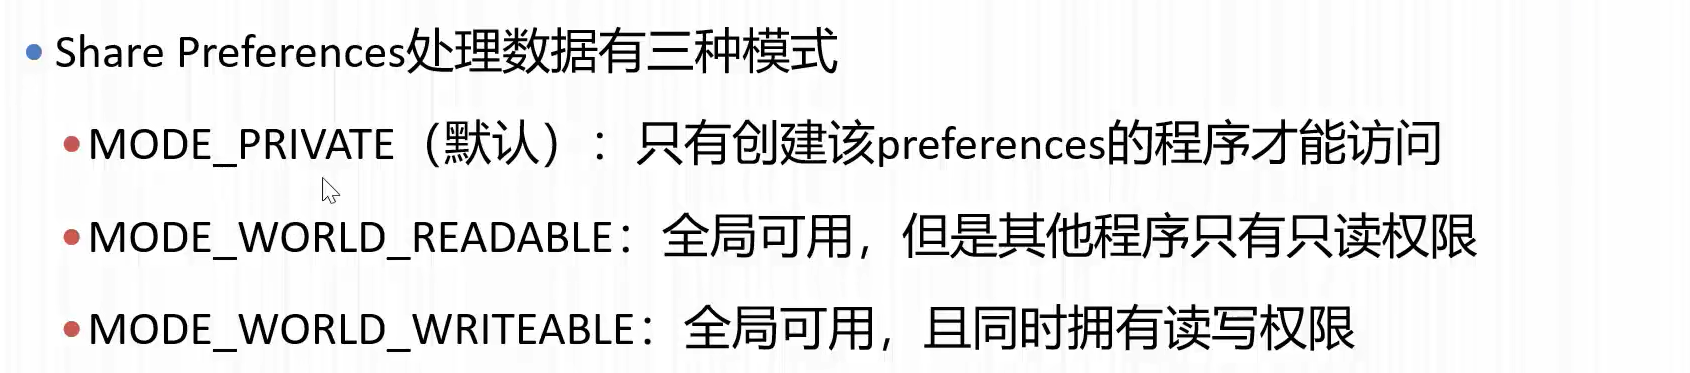 Share Preferences处理数据有三种模式
MODE_PRIVATE（默认）：只有创建该preferences的程序才能访问
MODE_WORLD_READABLE：全局可用，但是其他程序只有只读权限
MODE_WORLD_WRITEABLE：全局可用，且同时拥有读写权限